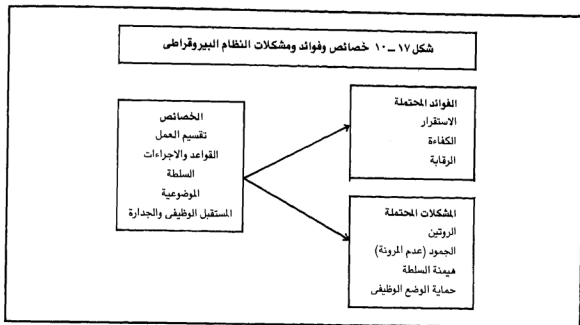 شكل ١٧ – ١٠ خصائص وفوائد ومشكلات النظام البيروقراطى
الخصائص
تقسيم العمل
القواعد والاجراءات
السلطة
الموضوعية
المستقبل الوظيفى والجدارة
الفوائد المحتملة
الاستقرار
الكفاءة
الرقابة
المشكلات المحتملة
الروتين
الجمود (عدم المرونة)
هيمنة السلطة
حماية الوضع الوظيفى